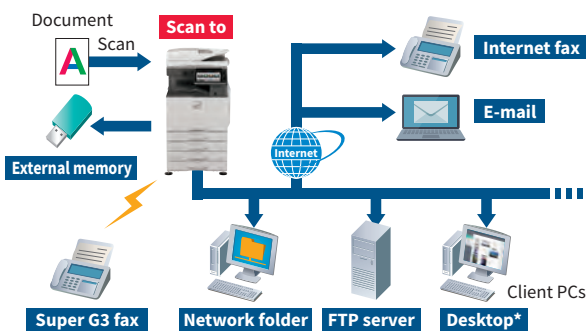 Document
Scan to
Scan
A
Internet fax
E-mail
External memory
Internet
Client PCs
Super G3 fax
Network folder
FTP server
Desktop*